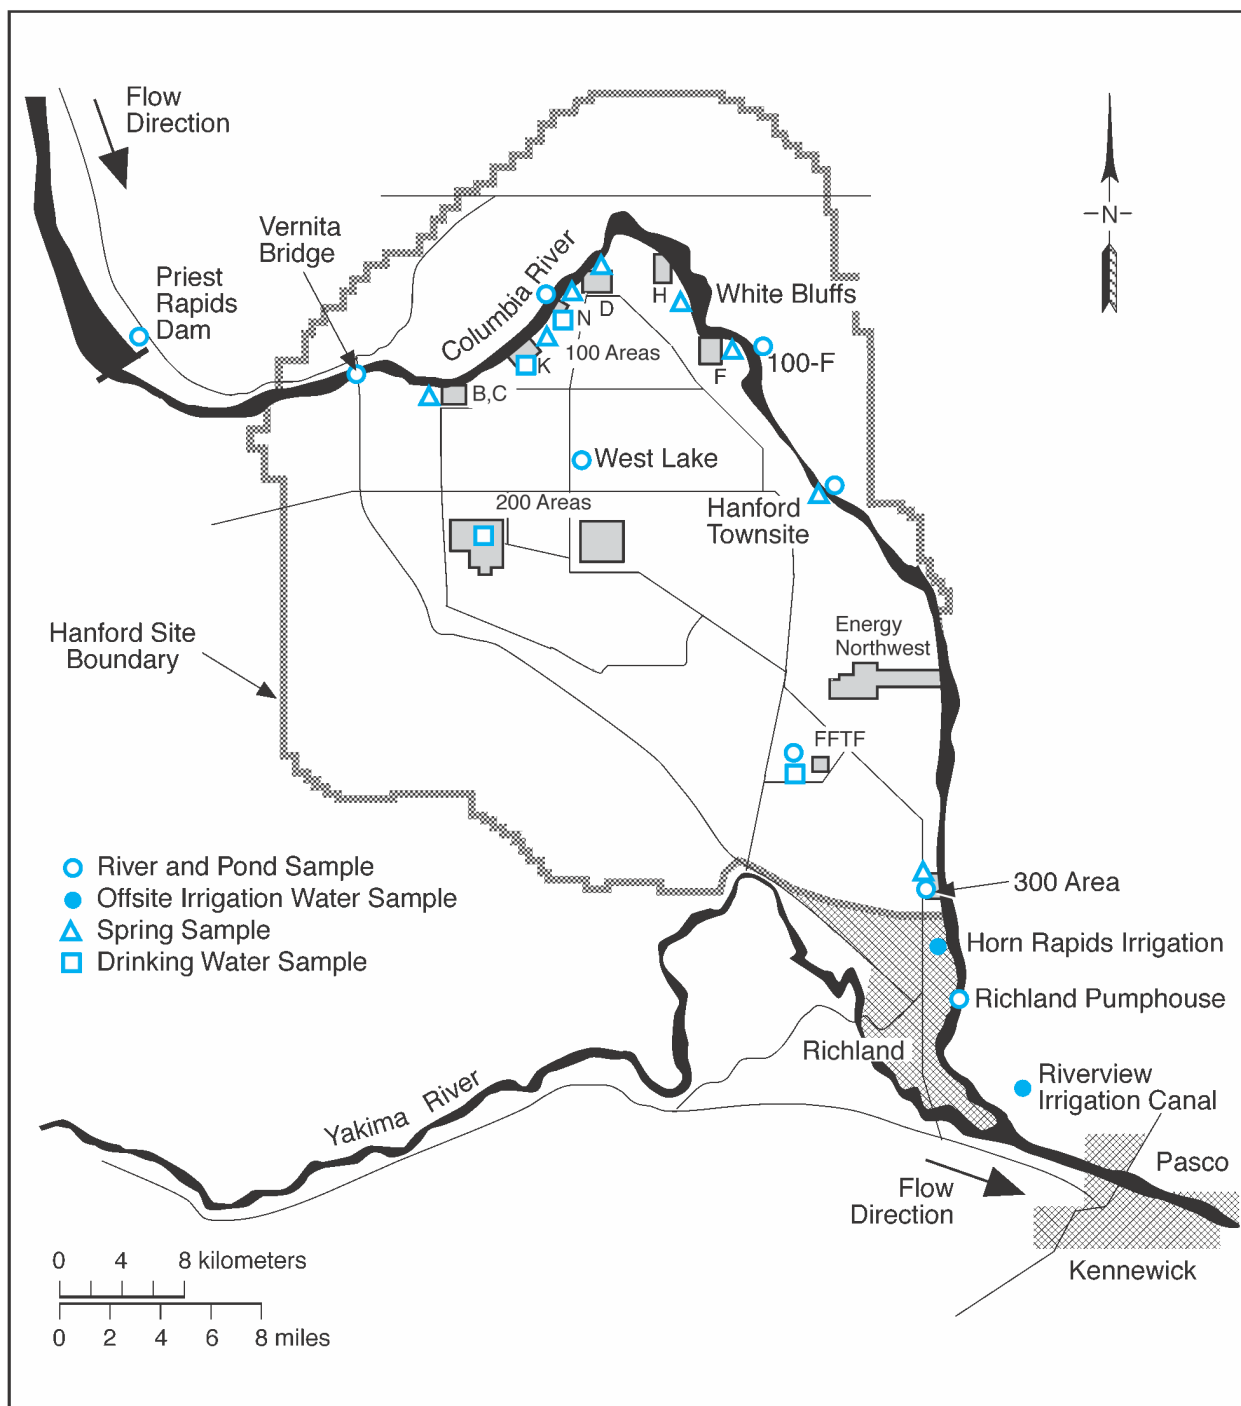 Flow
Direction
Vernita
Bridge
Priest
Rapids
Dam
Columbia River
N
D
H
White Bluffs
N
100 Areas
K
F
100-F
B,C
West Lake
200 Areas
Hanford
Townsite
Hanford Site
Boundary
Energy
Northwest
FFTF
River and Pond Sample
Offsite Irrigation Water Sample
Spring Sample
Drinking Water Sample
300 Area
Horn Rapids Irrigation
Richland Pumphouse
Richland
Riverview
Irrigation Canal
Yakima River
Pasco
Flow
Direction
Kennewick
0 4 8 kilometers
0 2 4 6 8 miles